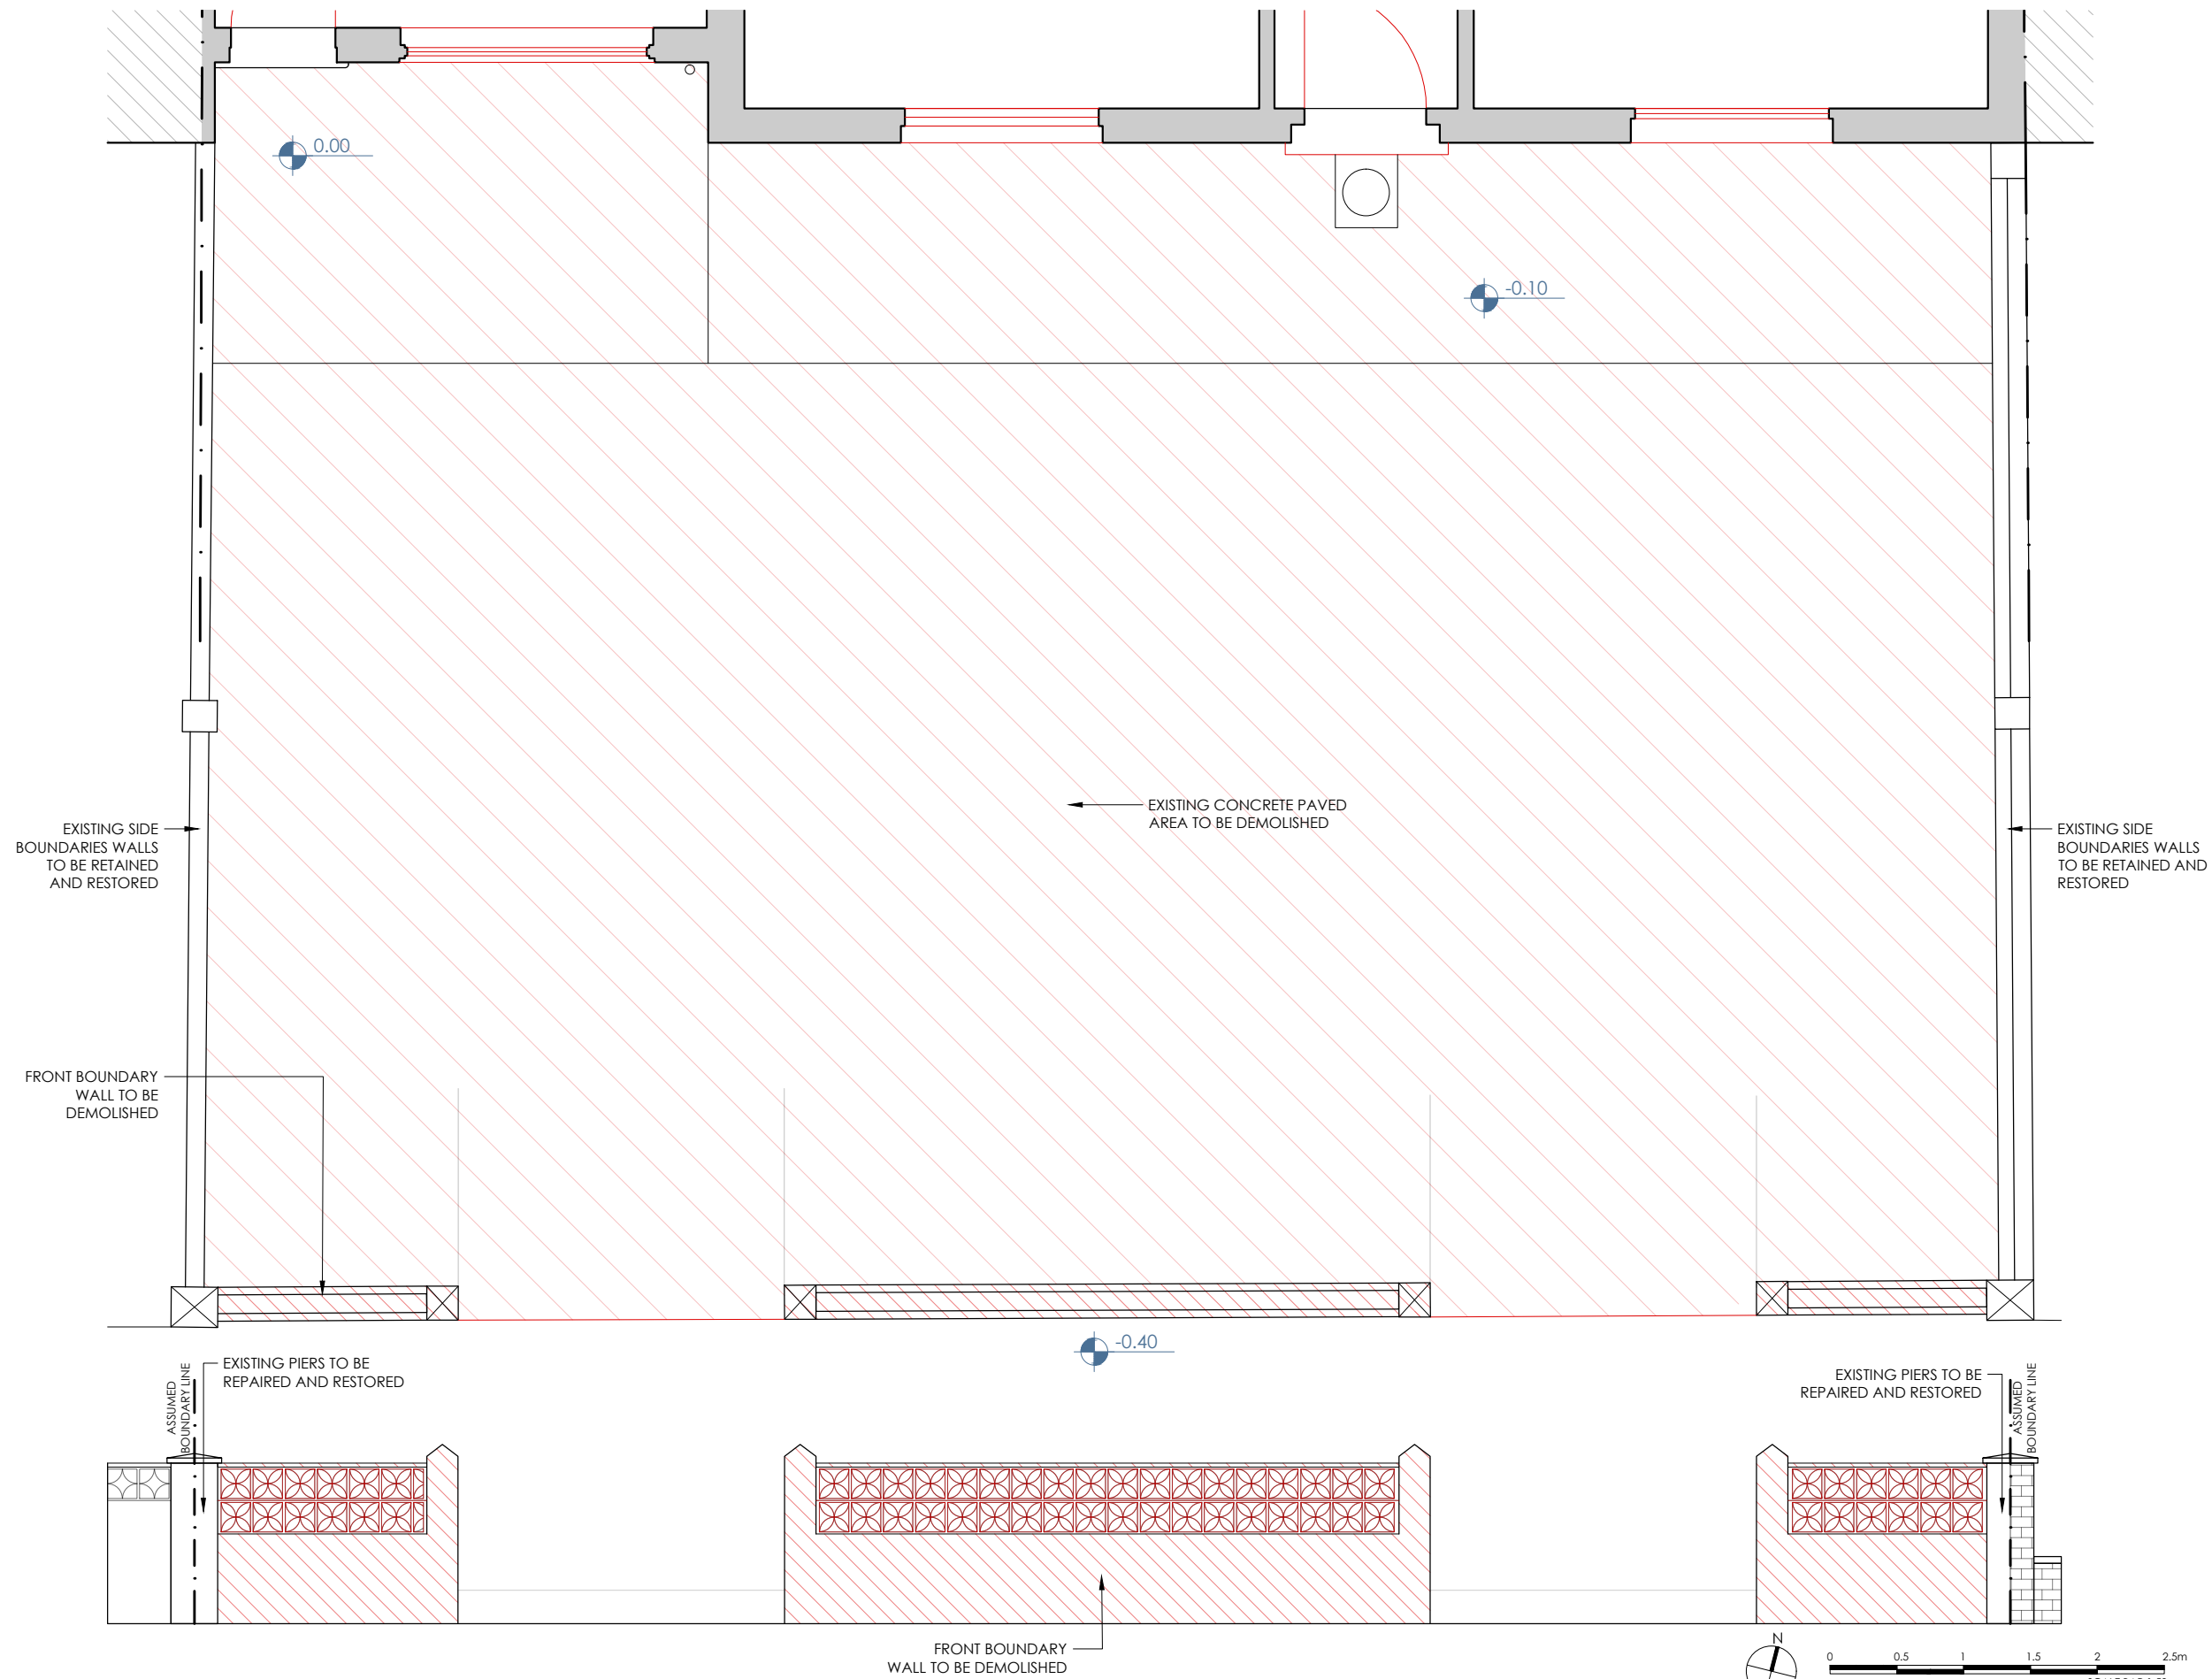 0.00
-0.10
EXISTING CONCRETE PAVED
AREA TO BE DEMOLISHED
EXISTING SIDE
BOUNDARIES WALLS
TO BE RETAINED
AND RESTORED
EXISTING SIDE
BOUNDARIES WALLS
TO BE RETAINED AND
RESTORED
FRONT BOUNDARY
WALL TO BE
DEMOLISHED
-0.40
ASSUMED
BOUNDARY LINE
EXISTING PIERS TO BE
REPAIRED AND RESTORED
EXISTING PIERS TO BE
REPAIRED AND RESTORED
ASSUMED
BOUNDARY LINE
FRONT BOUNDARY
WALL TO BE DEMOLISHED
N
0 0.5 1 1.5 2 2.5m